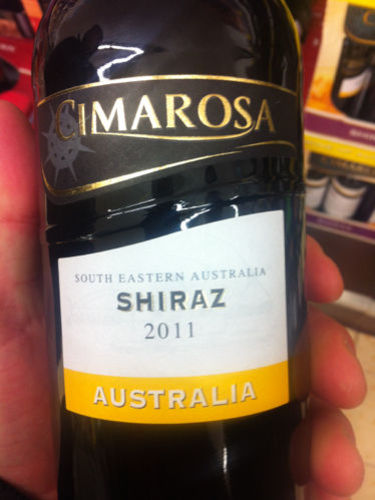 CIMAROSA
SOUTH EASTERN AUSTRALIA
SHIRAZ
2011
AUSTRALIA